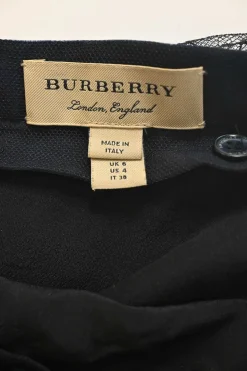 BURBERRY
London, England
MADE IN
ITALY
UK 6
US 4
IT 38